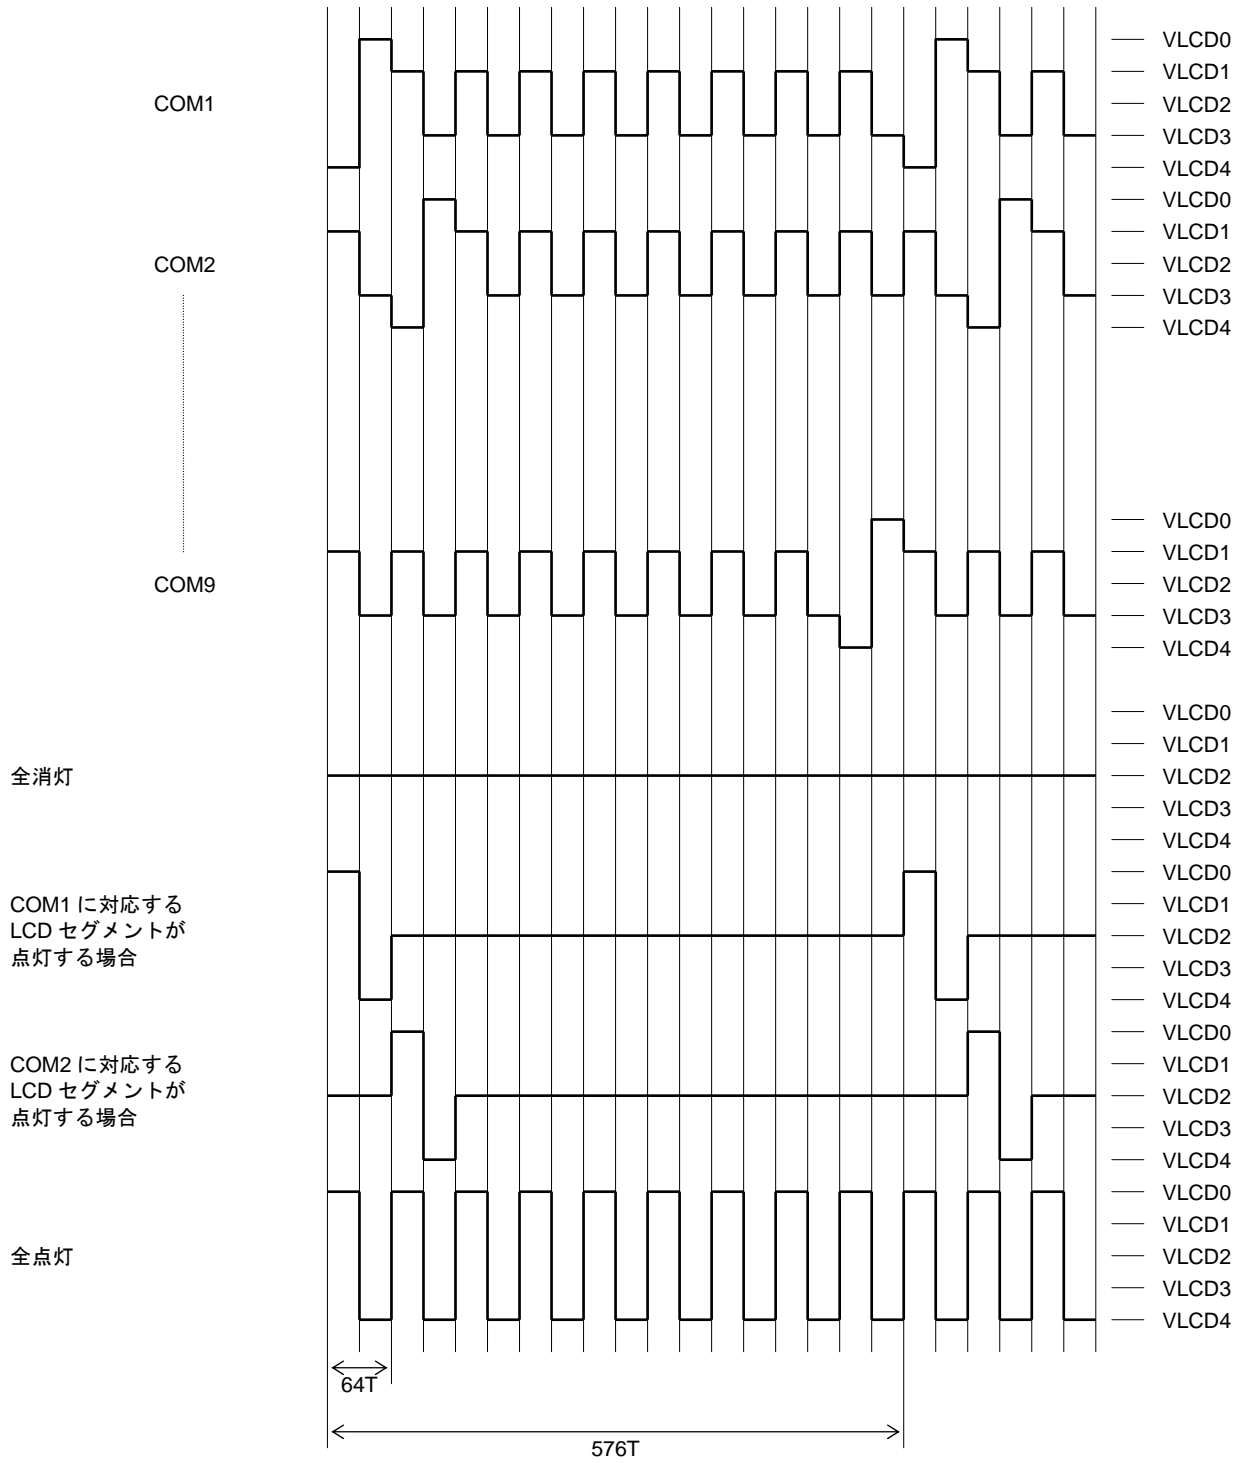 VLCD0
VLCD1
COM1
VLCD2
VLCD3
VLCD4
VLCD0
VLCD1
COM2
VLCD2
VLCD3
VLCD4
VLCD0
VLCD1
COM9
VLCD2
VLCD3
VLCD4
VLCD0
VLCD1
全消灯
VLCD2
VLCD3
VLCD4
VLCD0
COM1 に対応する
LCD セグメントが
点灯する場合
VLCD1
VLCD2
VLCD3
VLCD4
VLCD0
COM2 に対応する
LCD セグメントが
点灯する場合
VLCD1
VLCD2
VLCD3
VLCD4
VLCD0
VLCD1
全点灯
VLCD2
VLCD3
VLCD4
64T
576T